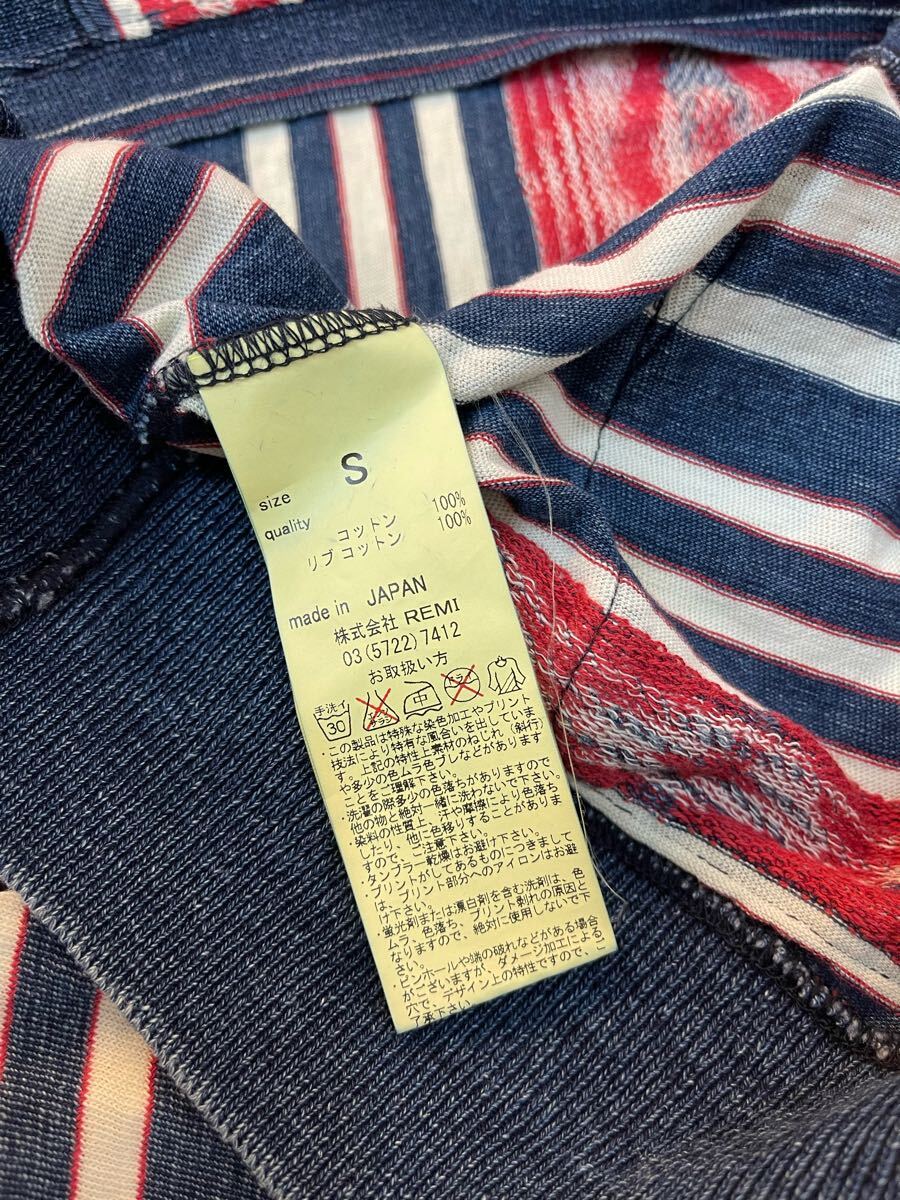 size S
quality コットン 100%
リブコットン 100%
made in JAPAN
株式会社 REMI
03(5722)7412
お取扱い方
手洗イ 30 エンソサラシ 中 ドライ
・この製品は特殊な染色加工やプリント
技法により特有な風合いを出していま
す。上記の特性上素材のねじれ（斜行）
や多少の色ムラ色ブレなどがあります
ことをご理解下さい。
・洗濯の際多少の色落ちがありますので
他の物と絶対一緒に洗わないで下さい。
・染料の性質上、汗や摩擦により色落ち
したり、他に色移りすることがありま
すので、ご注意下さい。
・タンブラー乾燥はお避け下さい。
・プリントがしてあるものにつきまして
は、プリント部分へのアイロンはお避
け下さい。
・蛍光剤または漂白剤を含む洗剤は、色
ムラ、色落ち、プリント剥れの原因と
なりますので、絶対に使用しないで下
さい。
・ピンホールや端の破れなどがある場合
がございますが、ダメージ加工による
穴で、デザイン上の特性ですので、ご
了承下さい